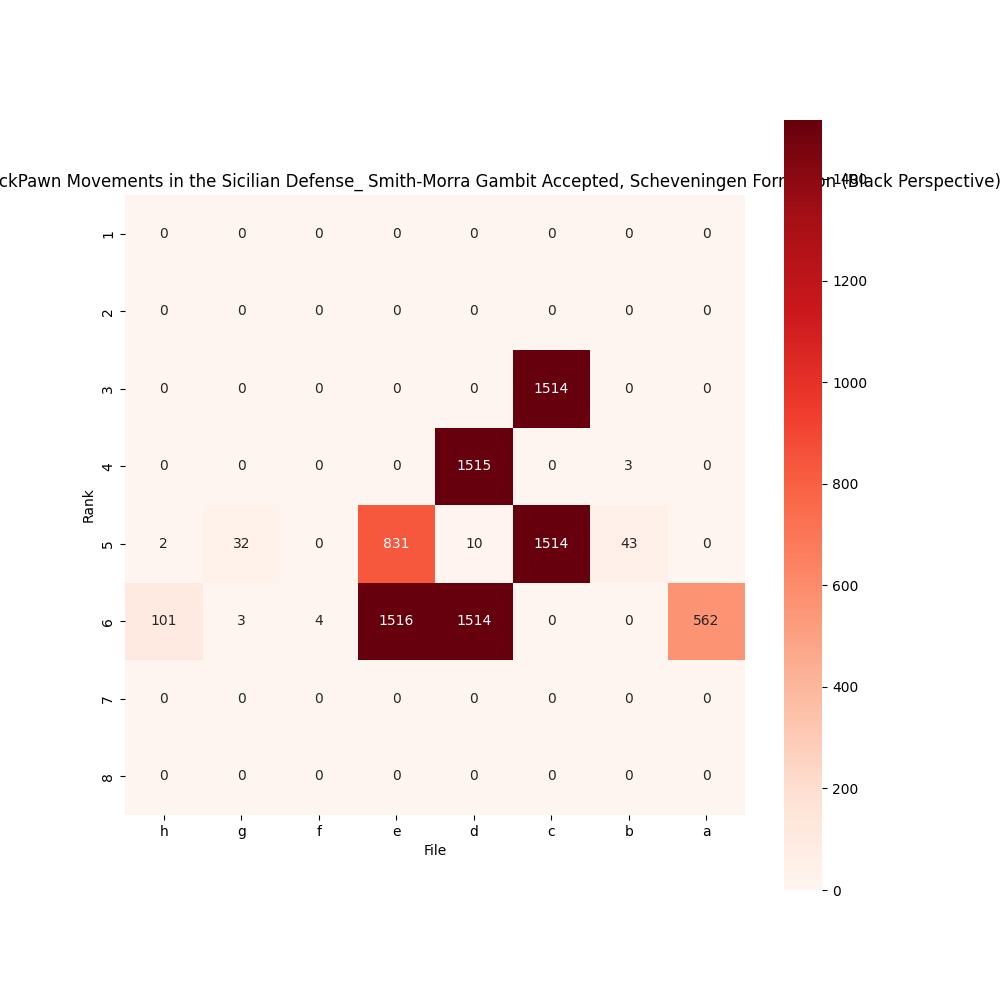 ckPawn Movements in the Sicilian Defense_ Smith-Morra Gambit Accepted, Scheveningen Formation (Black Perspective)
1400
1 0 0 0 0 0 0 0 0
1200
2 0 0 0 0 0 0 0 0
3 0 0 0 0 0 1514 0 0
1000
4 0 0 0 0 1515 0 3 0
800
Rank
5 2 32 0 831 10 1514 43 0
600
6 101 3 4 1516 1514 0 0 562
400
7 0 0 0 0 0 0 0 0
8 0 0 0 0 0 0 0 0
200
h g f e d c b a
File
0